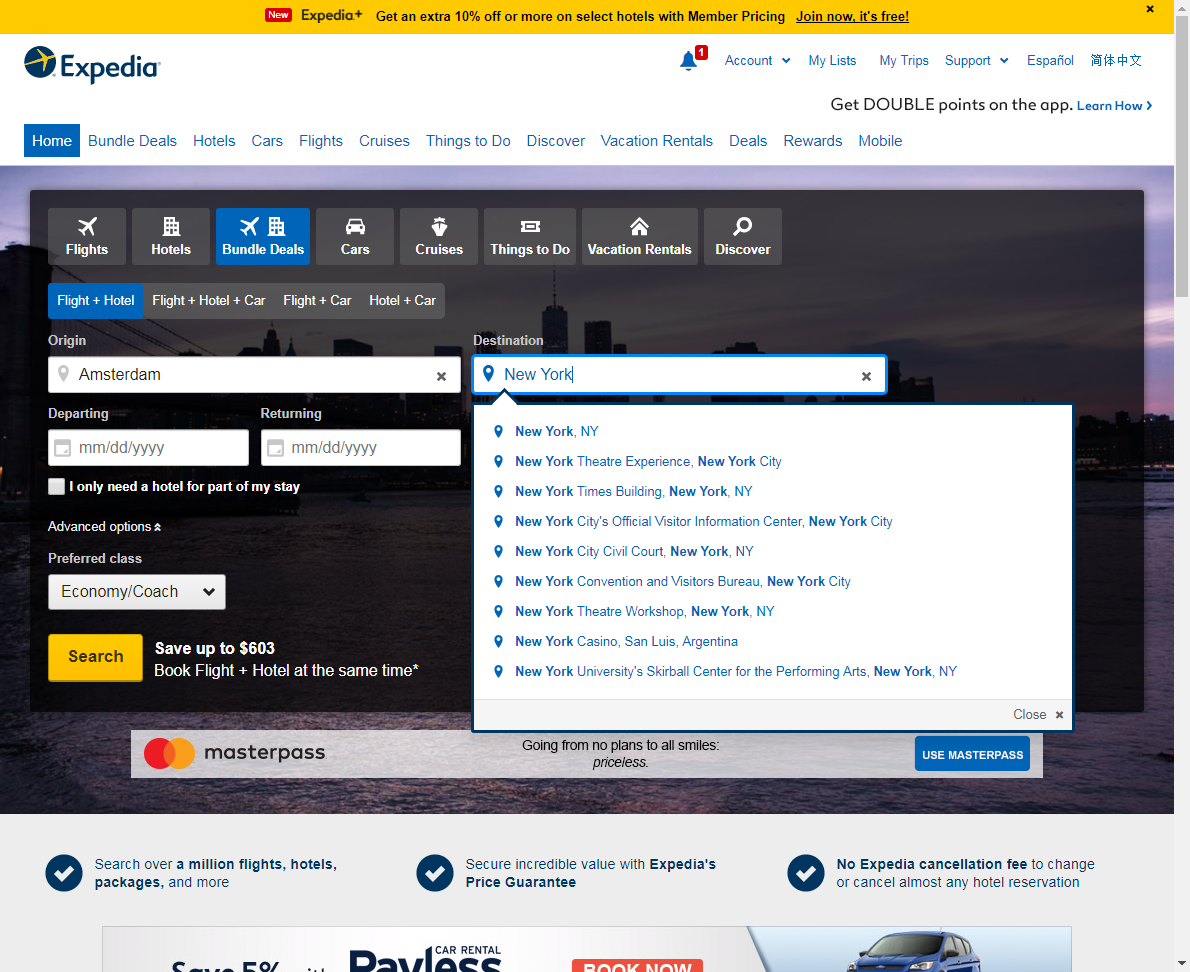 New Expedia+ Get an extra 10% off or more on select hotels with Member Pricing Join now, it's free!
Expedia
1
Account My Lists My Trips Support Español 简体中文
Get DOUBLE points on the app. Learn How
Home Bundle Deals Hotels Cars Flights Cruises Things to Do Discover Vacation Rentals Deals Rewards Mobile
Flights Hotels Bundle Deals Cars Cruises Things to Do Vacation Rentals Discover
Flight + Hotel Flight + Hotel + Car Flight + Car Hotel + Car
Origin
Amsterdam
Destination
New York
Departing
mm/dd/yyyy
Returning
mm/dd/yyyy
I only need a hotel for part of my stay
Advanced options
Preferred class
Economy/Coach
Search
Save up to $603
Book Flight + Hotel at the same time*
New York, NY
New York Theatre Experience, New York City
New York Times Building, New York, NY
New York City's Official Visitor Information Center, New York City
New York City Civil Court, New York, NY
New York Convention and Visitors Bureau, New York City
New York Theatre Workshop, New York, NY
New York Casino, San Luis, Argentina
New York University's Skirball Center for the Performing Arts, New York, NY
Close
masterpass
Going from no plans to all smiles:
priceless.
USE MASTERPASS
Search over a million flights, hotels,
packages, and more
Secure incredible value with Expedia's
Price Guarantee
No Expedia cancellation fee to change
or cancel almost any hotel reservation
Save 5% with
CAR RENTAL
Payless
BOOK NOW